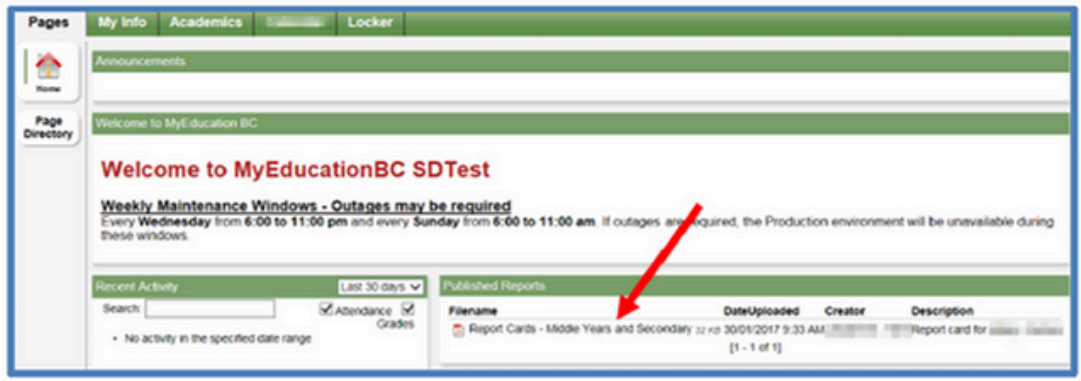 Pages My Info Academics Locker
Home
Page
Directory
Announcements
Welcome to MyEducation BC
Welcome to MyEducationBC SDTest
Weekly Maintenance Windows - Outages may be required
Every Wednesday from 6:00 to 11:00 pm and every Sunday from 6:00 to 11:00 am. If outages are required, the Production environment will be unavailable during
these windows.
Recent Activity Last 30 days
Search: Attendance
Grades
No activity in the specified date range
Published Reports
Filename DateUploaded Creator Description
Report Cards - Middle Years and Secondary 32 KB 30/01/2017 9:33 AM Report card for
[1 - 1 of 1]